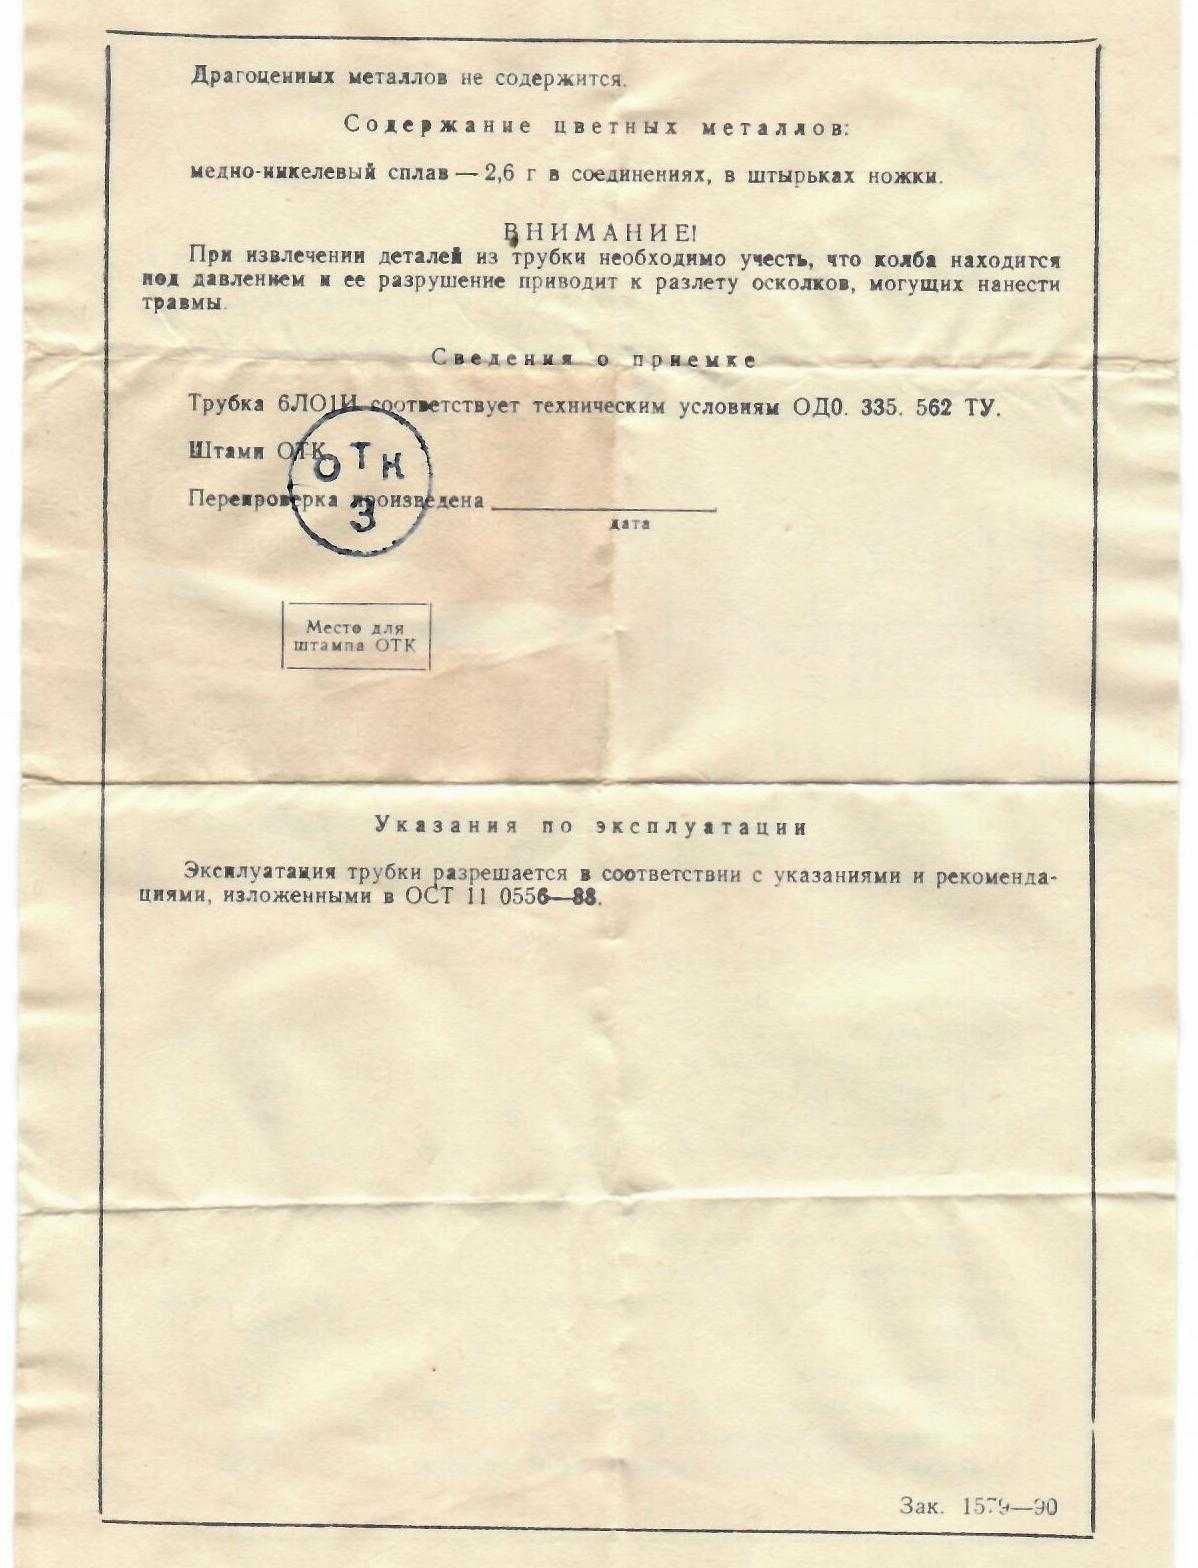 Драгоценных металлов не содержится.
Содержание цветных металлов:
медно-никелевый сплав — 2,6 г в соединениях, в штырьках ножки.
ВНИМАНИЕ!
При извлечении деталей из трубки необходимо учесть, что колба находится
под давлением и ее разрушение приводит к разлету осколков, могущих нанести
травмы.
Сведения о приемке
Трубка 6ЛО1И соответствует техническим условиям ОД0. 335. 562 ТУ.
Штамп ОТК
ОТК
3
Перепроверка произведена
дата
Место для
штампа ОТК
Указания по эксплуатации
Эксплуатация трубки разрешается в соответствии с указаниями и рекоменда-
циями, изложенными в ОСТ 11 0556—88.
Зак. 1579—90